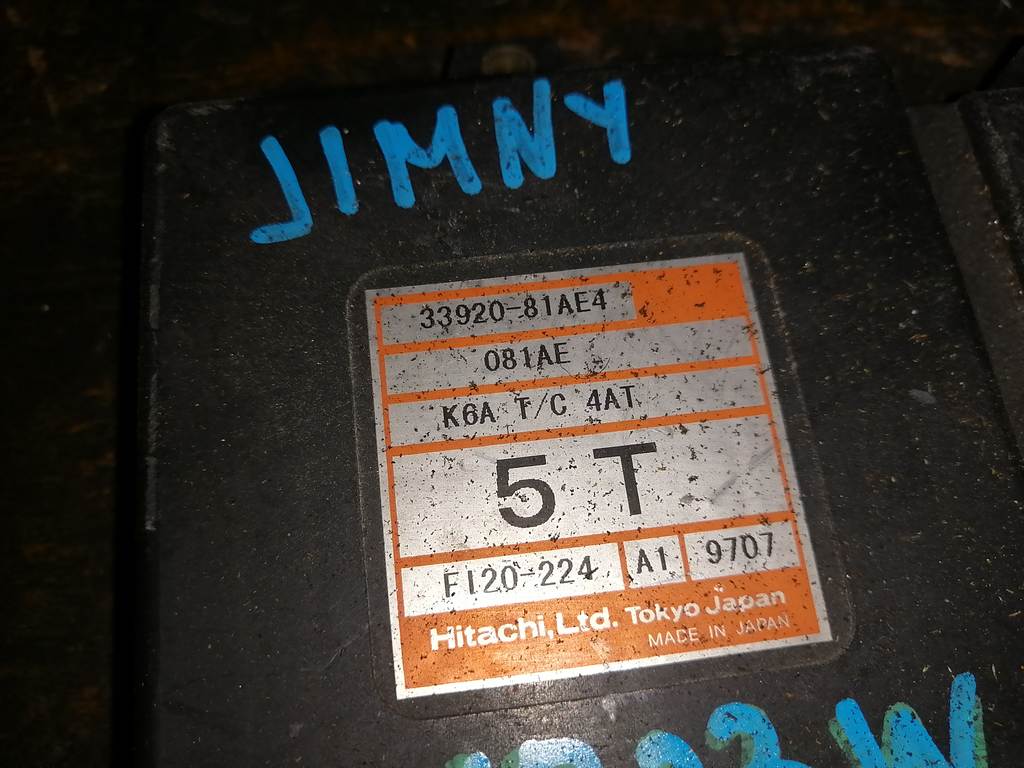 JIMNY
33920-81AE4
081AE
K6A T/C 4AT
5T
FI20-224 A1 9707
Hitachi, Ltd. Tokyo Japan
MADE IN JAPAN